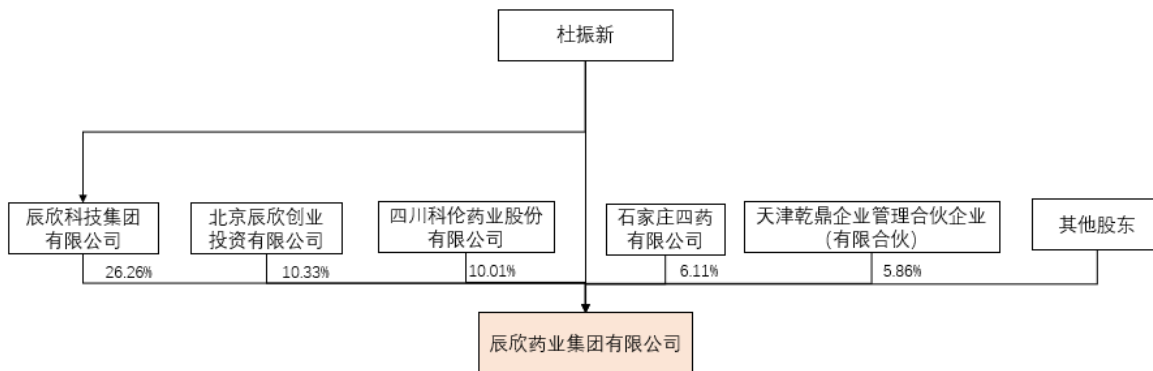 杜振新
辰欣科技集团
有限公司
北京辰欣创业
投资有限公司
四川科伦药业股份
有限公司
石家庄四药
有限公司
天津乾鼎企业管理合伙企业
(有限合伙)
其他股东
26.26%
10.33%
10.01%
6.11%
5.86%
辰欣药业集团有限公司